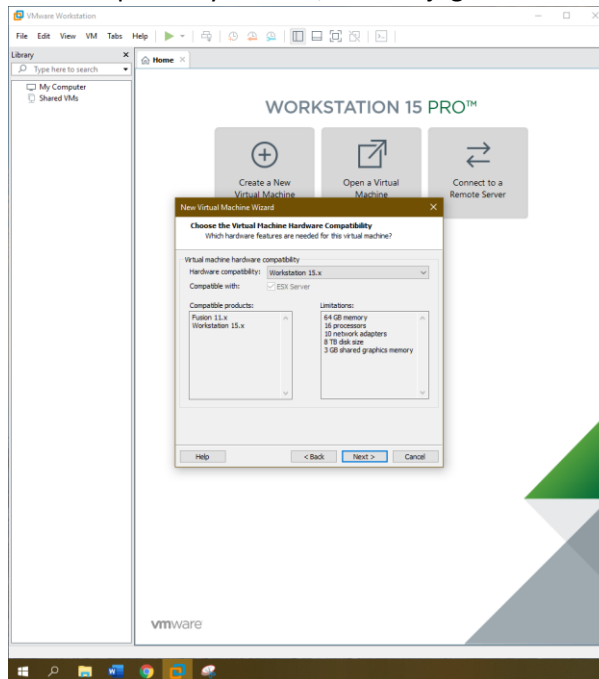 VMware Workstation
File Edit View VM Tabs Help
Library
Type here to search
My Computer
Shared VMs
Home
WORKSTATION 15 PRO™
Create a New
Virtual Machine
Open a Virtual
Machine
Connect to a
Remote Server
New Virtual Machine Wizard
Choose the Virtual Machine Hardware Compatibility
Which hardware features are needed for this virtual machine?
Virtual machine hardware compatibility
Hardware compatibility: Workstation 15.x
Compatible with: ESX Server
Compatible products:
Fusion 11.x
Workstation 15.x
Limitations:
64 GB memory
16 processors
10 network adapters
8 TB disk size
3 GB shared graphics memory
Help < Back Next > Cancel
vmware